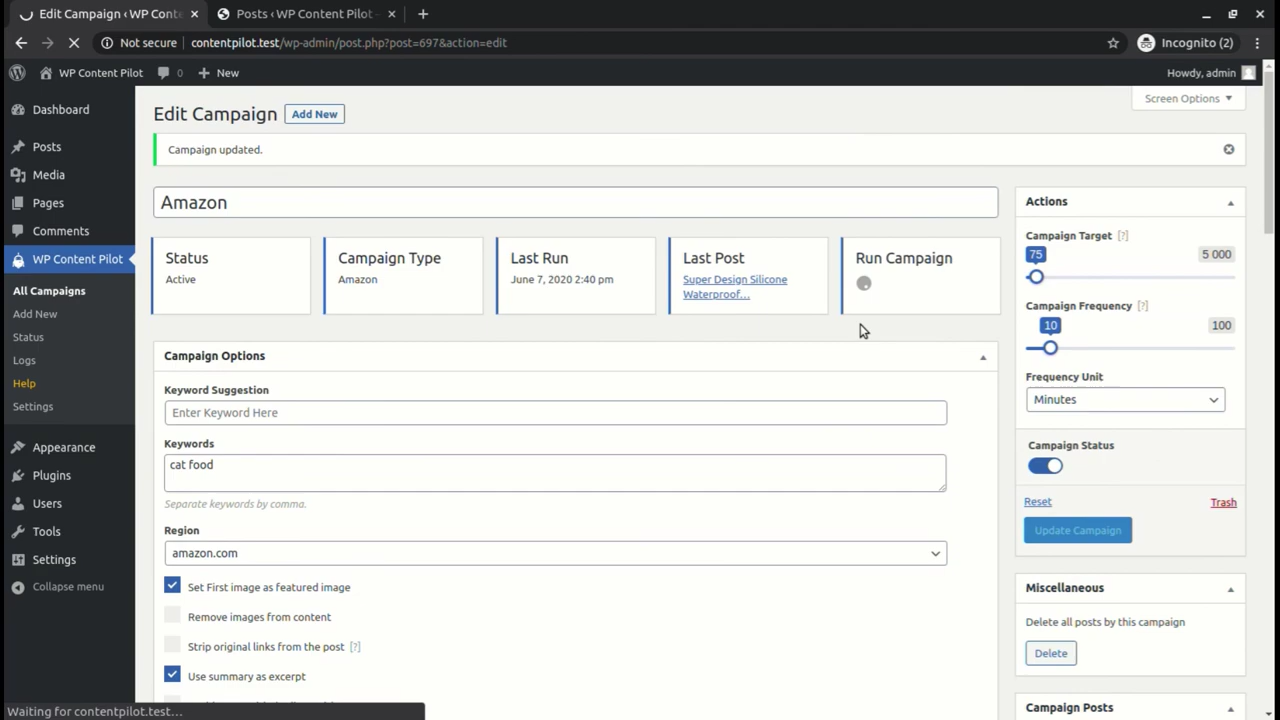 Edit Campaign ‹ WP Conte
Posts ‹ WP Content Pilot -
Not secure
contentpilot.test/wp-admin/post.php?post=697&action=edit
Incognito (2)
WP Content Pilot
0
New
Howdy, admin
Dashboard
Posts
Media
Pages
Comments
WP Content Pilot
All Campaigns
Add New
Status
Logs
Help
Settings
Appearance
Plugins
Users
Tools
Settings
Collapse menu
Screen Options
Edit Campaign
Add New
Campaign updated.
Amazon
Status
Active
Campaign Type
Amazon
Last Run
June 7, 2020 2:40 pm
Last Post
Super Design Silicone
Waterproof…
Run Campaign
Campaign Options
Keyword Suggestion
Enter Keyword Here
Keywords
cat food
Separate keywords by comma.
Region
amazon.com
Set First image as featured image
Remove images from content
Strip original links from the post [?]
Use summary as excerpt
Actions
Campaign Target [?]
75
5 000
Campaign Frequency [?]
10
100
Frequency Unit
Minutes
Campaign Status
Reset
Trash
Update Campaign
Miscellaneous
Delete all posts by this campaign
Delete
Campaign Posts
Waiting for contentpilot.test…